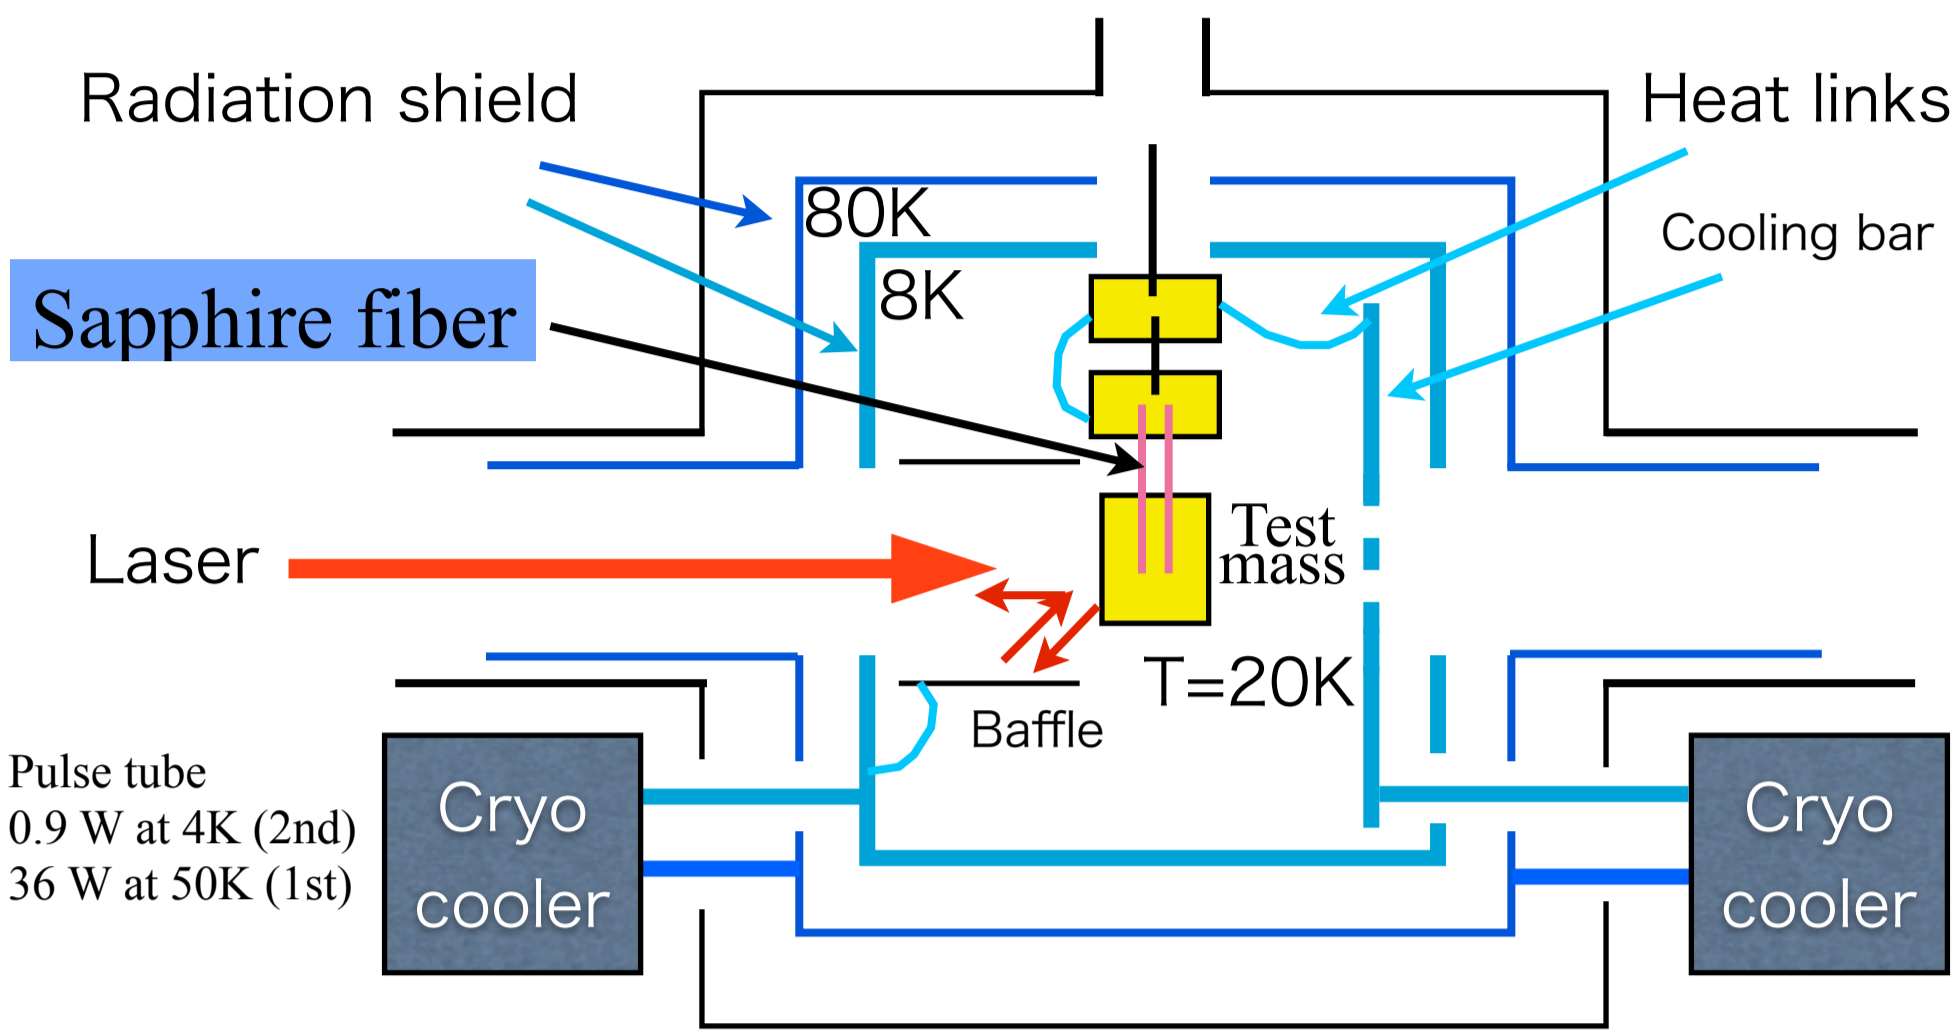 Radiation shield
Heat links
80K
Cooling bar
8K
Sapphire fiber
Laser
Test
mass
T=20K
Baffle
Pulse tube
0.9 W at 4K (2nd)
36 W at 50K (1st)
Cryo
cooler
Cryo
cooler